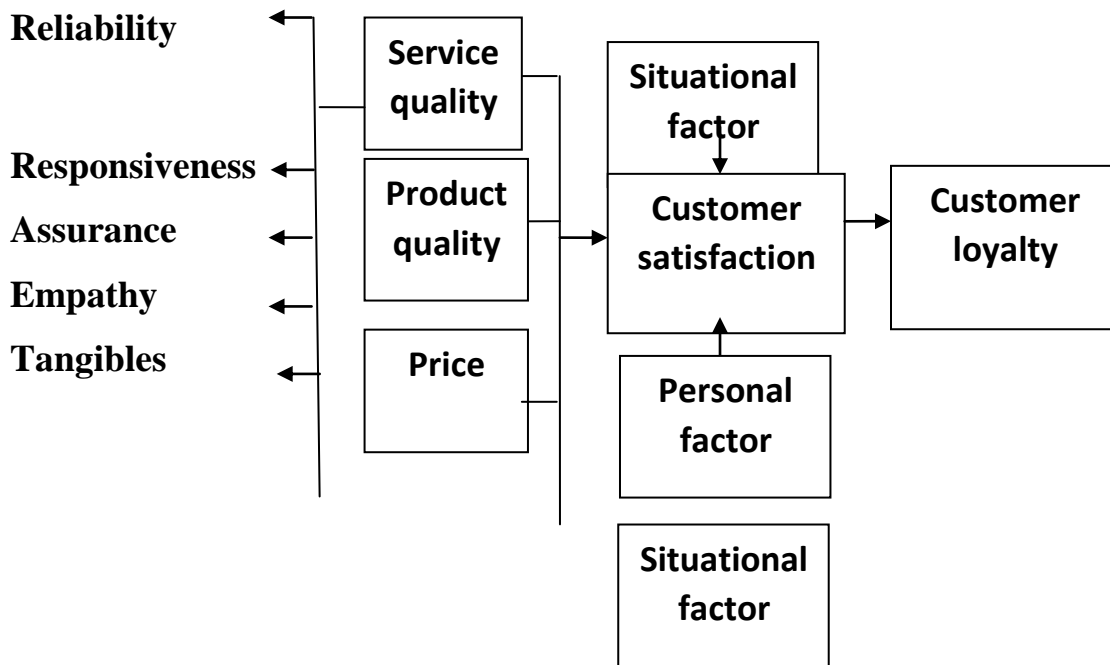 Reliability
Responsiveness
Assurance
Empathy
Tangibles
Service
quality
Product
quality
Price
Situational
factor
Customer
satisfaction
Personal
factor
Situational
factor
Customer
loyalty